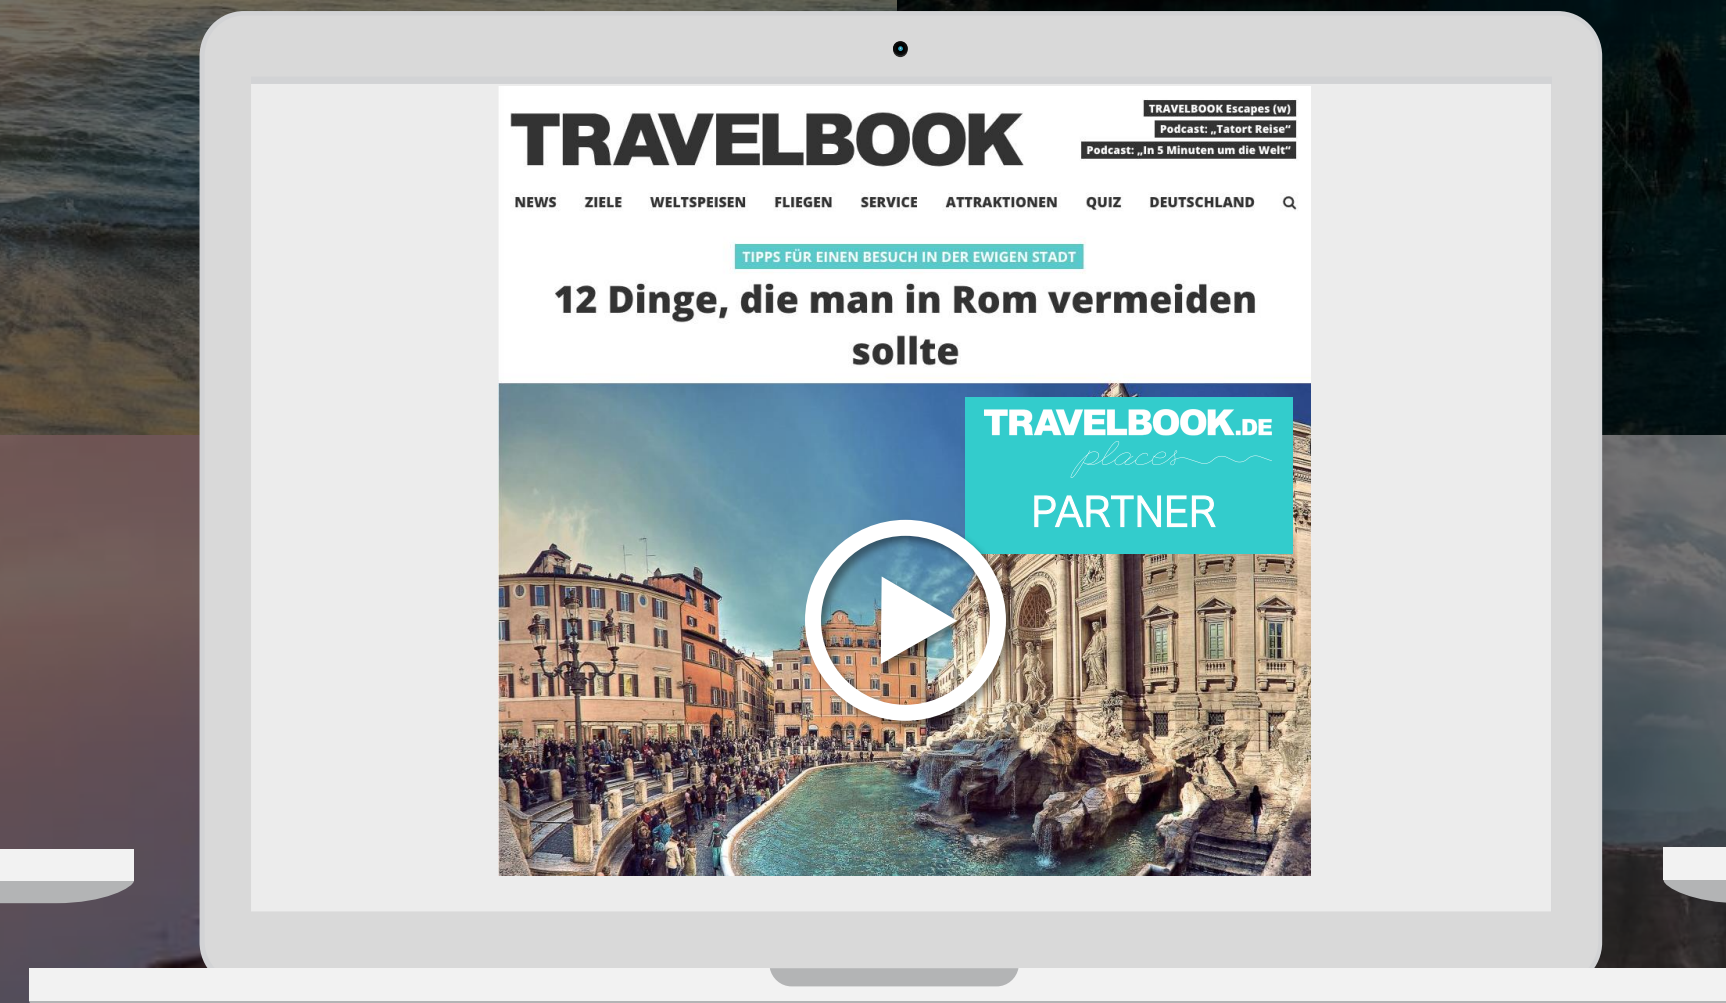 TRAVELBOOK
TRAVELBOOK Escapes (w)
Podcast: „Tatort Reise“
Podcast: „In 5 Minuten um die Welt“
NEWS ZIELE WELTSPEISEN FLIEGEN SERVICE ATTRAKTIONEN QUIZ DEUTSCHLAND
TIPPS FÜR EINEN BESUCH IN DER EWIGEN STADT
12 Dinge, die man in Rom vermeiden
sollte
TRAVELBOOK.DE
places
PARTNER